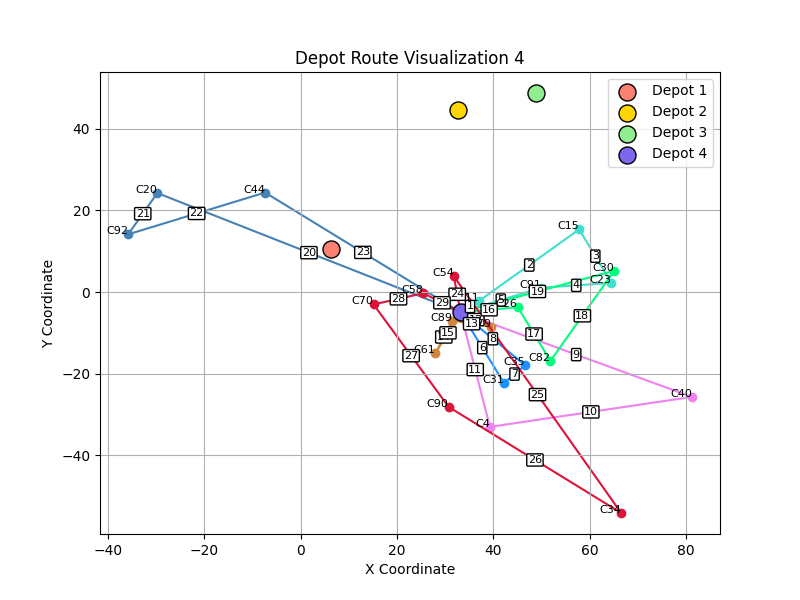 Depot Route Visualization 4
Depot 1
Depot 2
Depot 3
Depot 4
Y Coordinate
40
20
0
−20
−40
C20
C44
21
22
C92
20
23
C15
3
2
C54
C30
C23
4
C91
19
C58
24
C70
28
29
1
5
16
C26
C89
13
18
15
17
8
6
C61
27
C35
C82
9
11
7
C31
C40
25
C90
10
C4
26
C34
−40
−20
0
20
40
60
80
X Coordinate